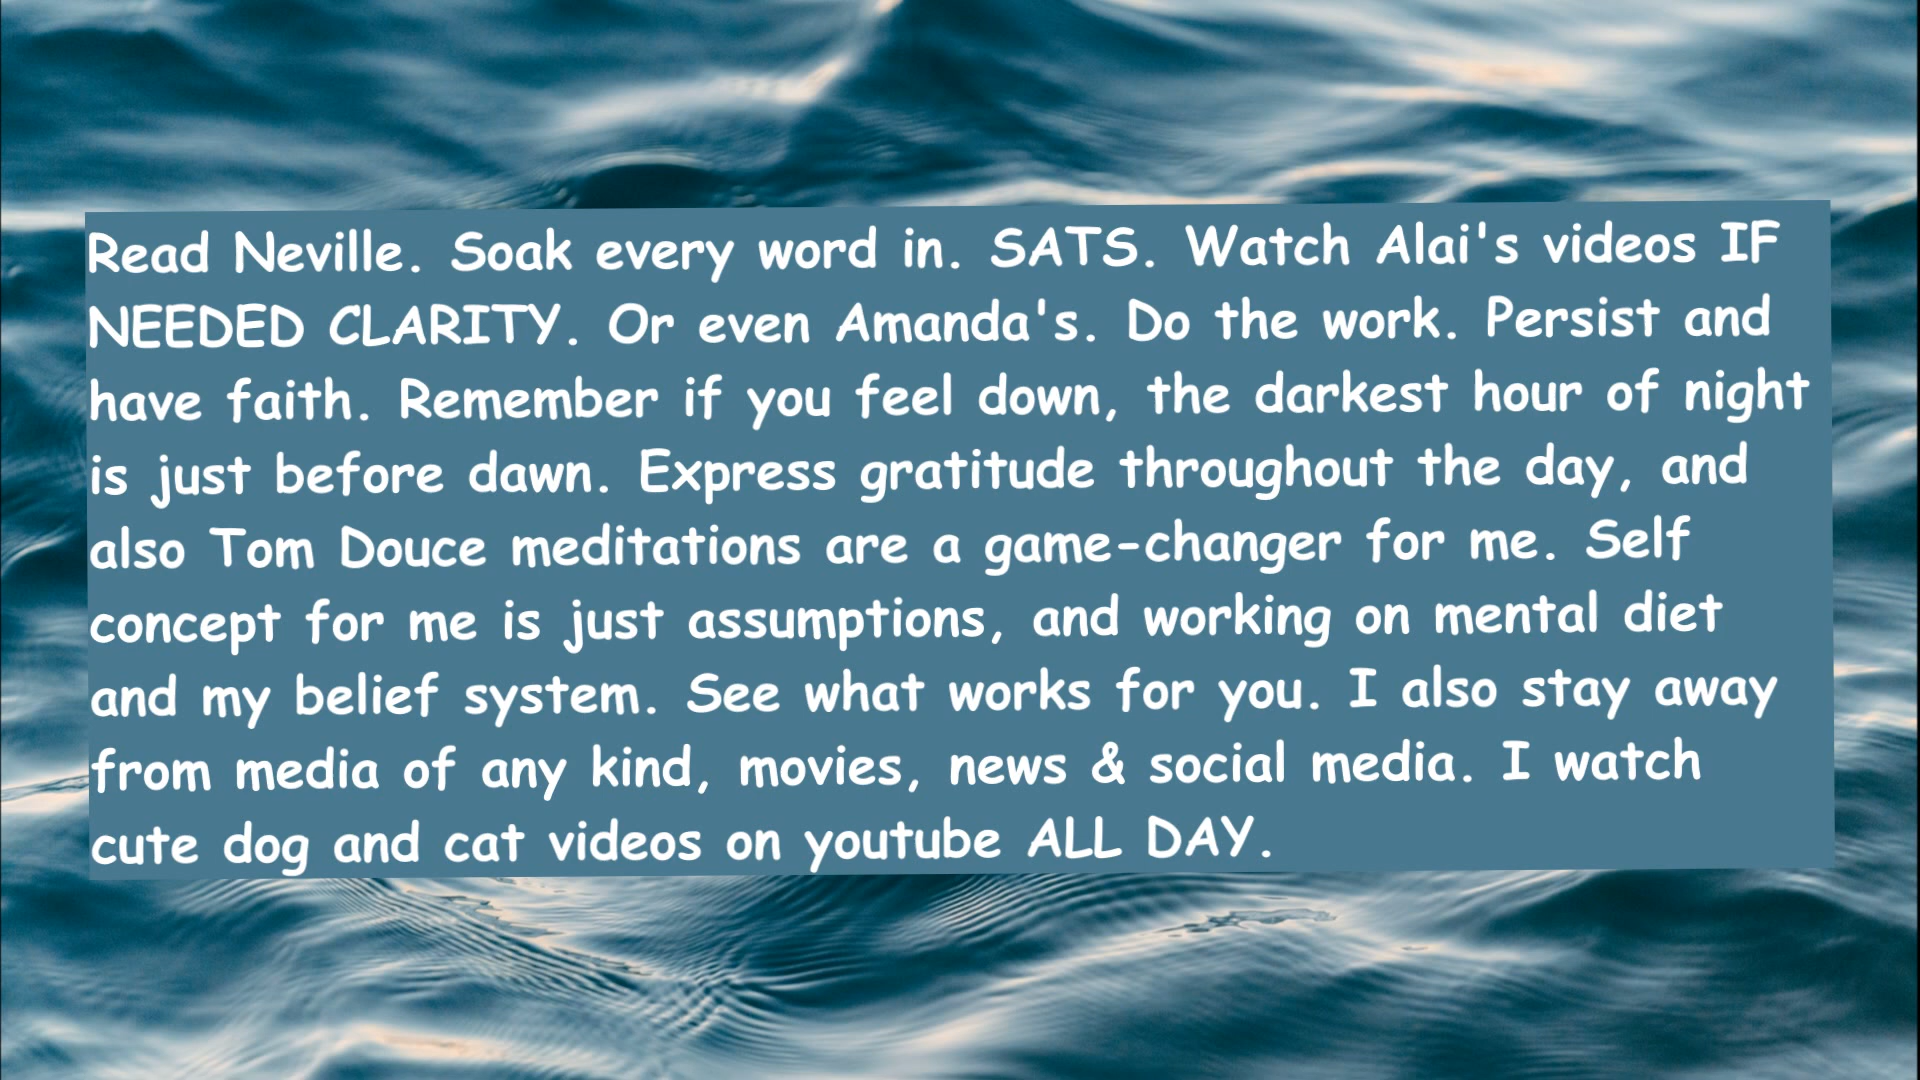 Read Neville. Soak every word in. SATS. Watch Alai's videos IF
NEEDED CLARITY. Or even Amanda's. Do the work. Persist and
have faith. Remember if you feel down, the darkest hour of night
is just before dawn. Express gratitude throughout the day, and
also Tom Douce meditations are a game-changer for me. Self
concept for me is just assumptions, and working on mental diet
and my belief system. See what works for you. I also stay away
from media of any kind, movies, news & social media. I watch
cute dog and cat videos on youtube ALL DAY.